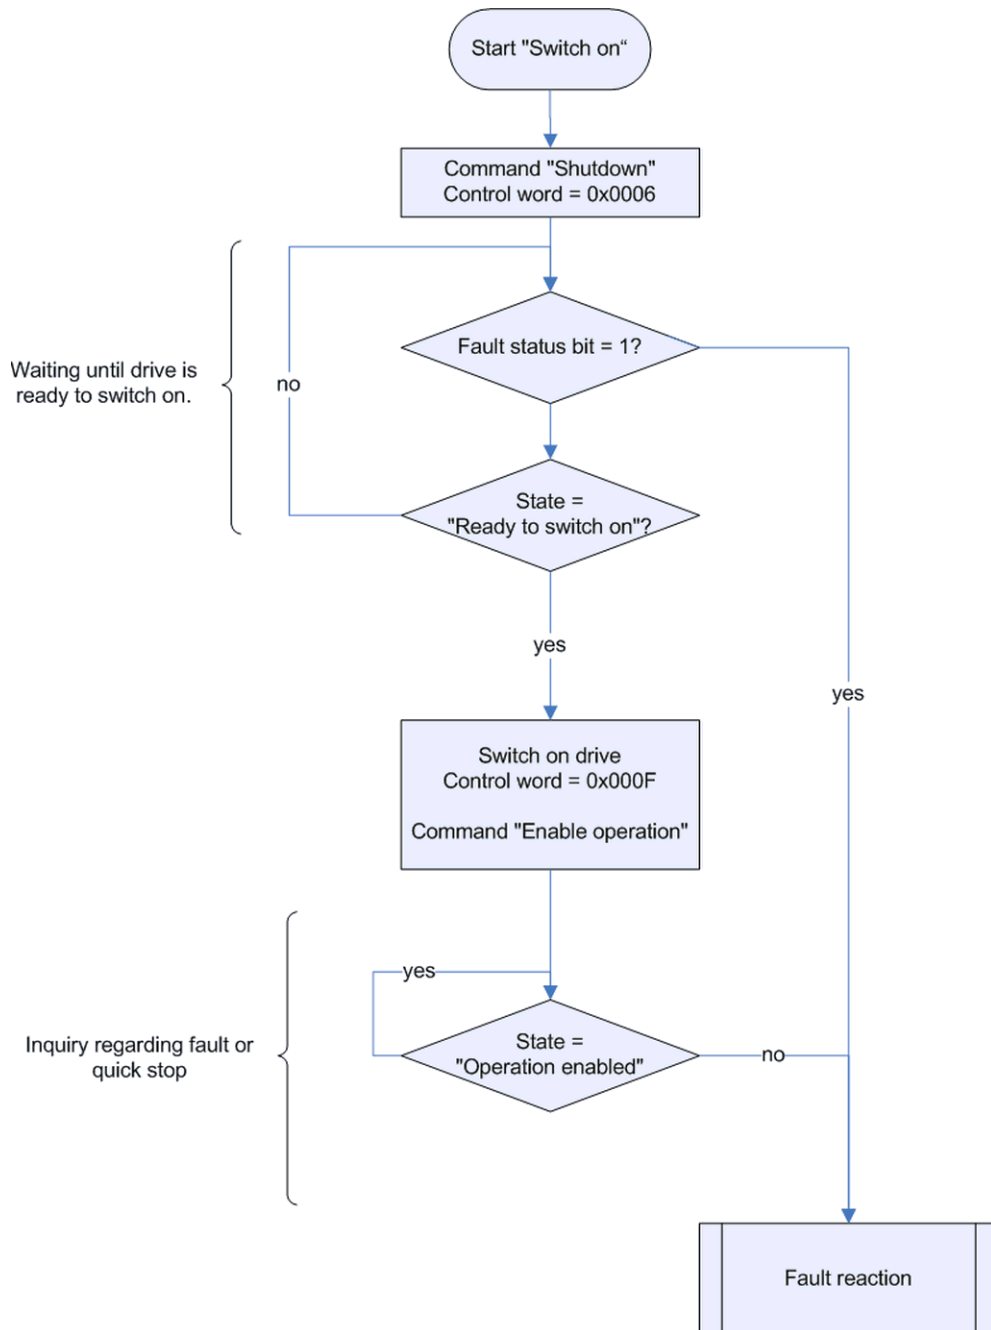 Start "Switch on“
Command "Shutdown"
Control word = 0x0006
Waiting until drive is
ready to switch on.
no
Fault status bit = 1?
State =
"Ready to switch on"?
yes
yes
Switch on drive
Control word = 0x000F
Command "Enable operation"
yes
Inquiry regarding fault or
quick stop
State =
"Operation enabled"
no
Fault reaction